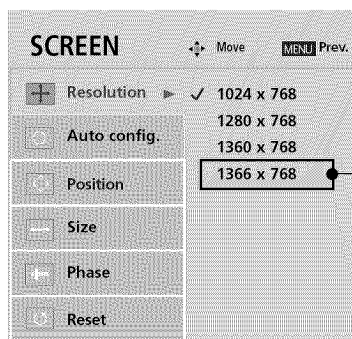 SCREEN Move MENU Prev.
Resolution ► ✓ 1024 x 768
Auto config. 1280 x 768
1360 x 768
Position 1366 x 768
Size
Phase
Reset